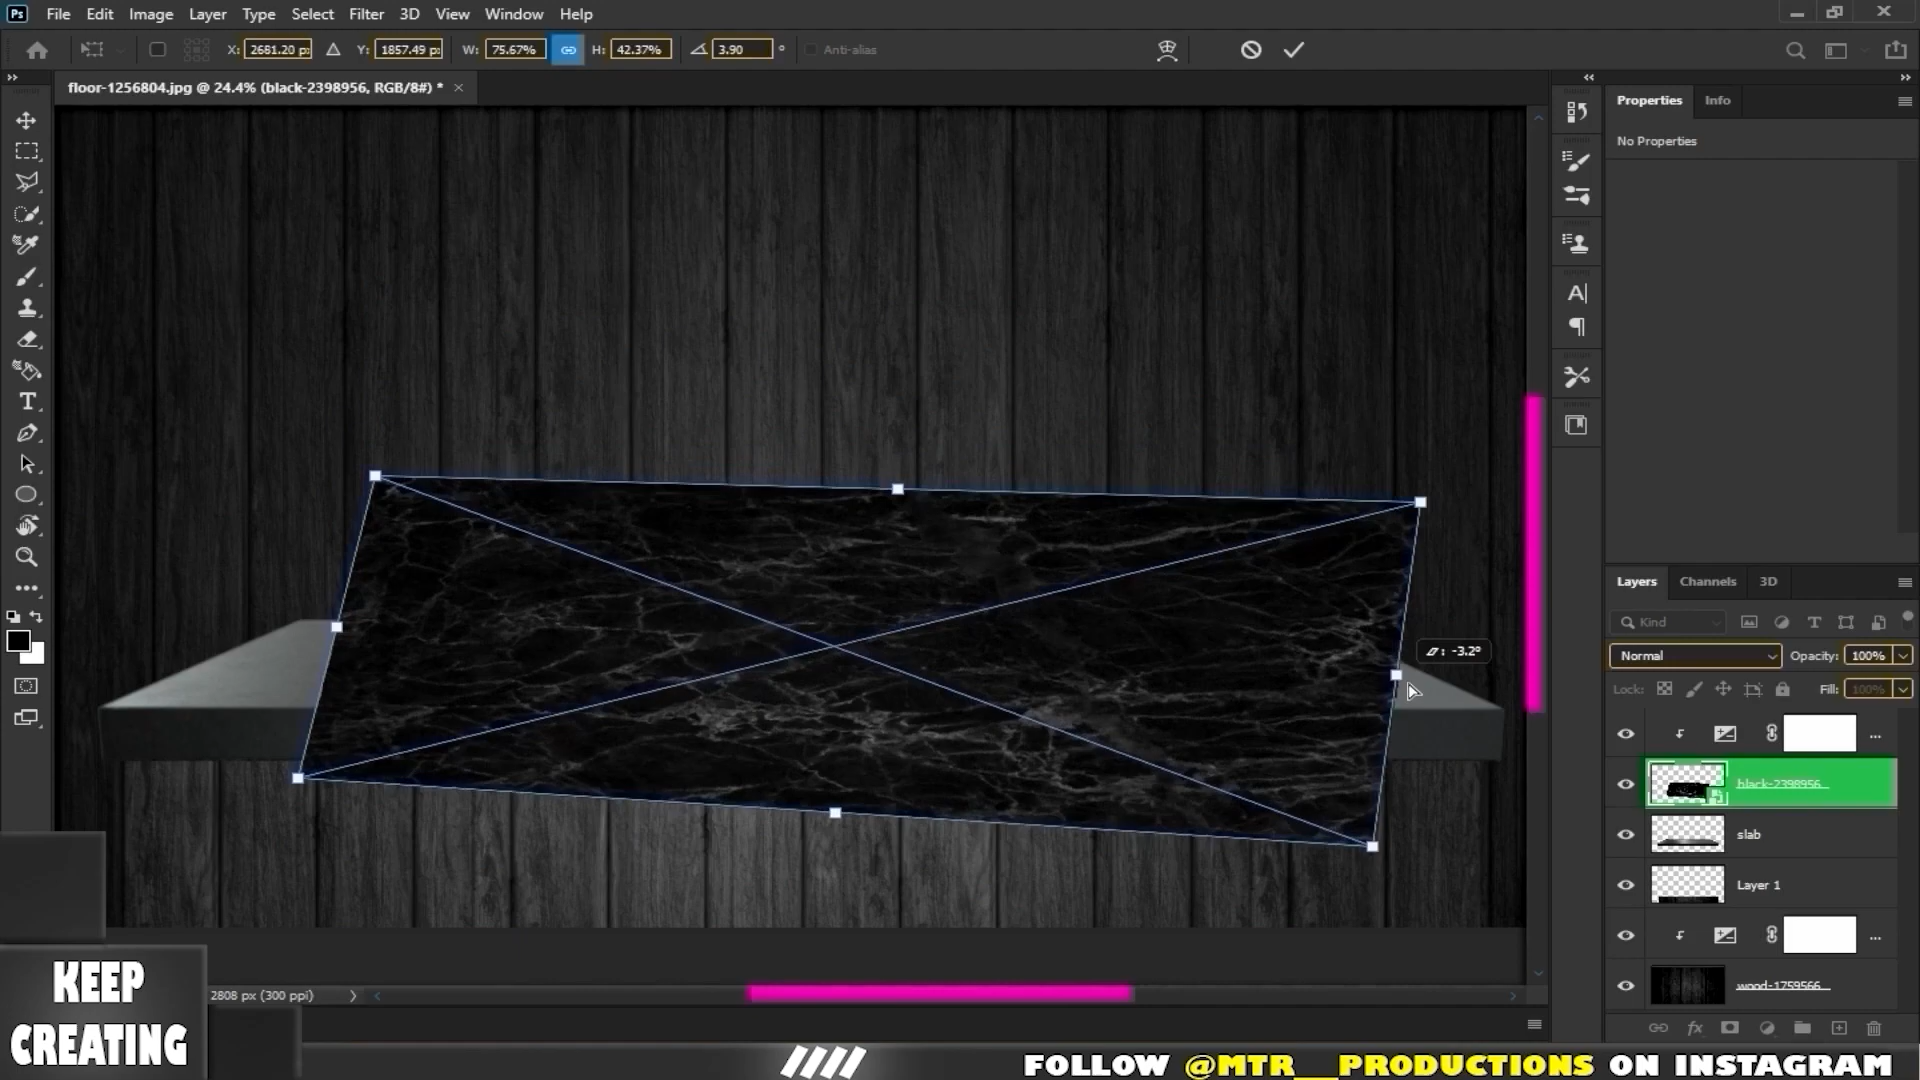 Ps File Edit Image Layer Type Select Filter 3D View Window Help
X: 2681.20 p: Y: 1857.49 p: W: 75.67% H: 42.37% 3.90 ° Anti-alias
floor-1256804.jpg @ 24.4% (black-2398956, RGB/8#) * ×
Properties Info
No Properties
-3.2°
Layers Channels 3D
Kind
Normal Opacity: 100%
Lock: Fill: 100%
...
black-2398956...
slab
Layer 1
...
wood-1759566...
2808 px (300 ppi)
KEEP
CREATING
FOLLOW @MTR__PRODUCTIONS ON INSTAGRAM